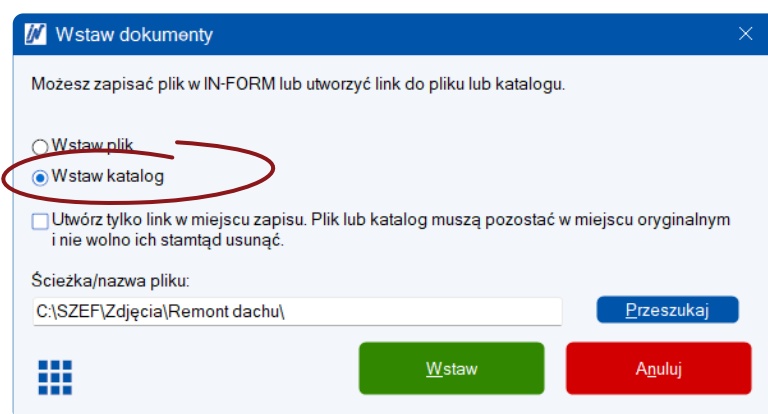 Wstaw dokumenty
Możesz zapisać plik w IN-FORM lub utworzyć link do pliku lub katalogu.
Wstaw plik
Wstaw katalog
Utwórz tylko link w miejscu zapisu. Plik lub katalog muszą pozostać w miejscu oryginalnym
i nie wolno ich stamtąd usunąć.
Ścieżka/nazwa pliku:
C:\SZEF\Zdjęcia\Remont dachu\
Przeszukaj
Wstaw
Anuluj